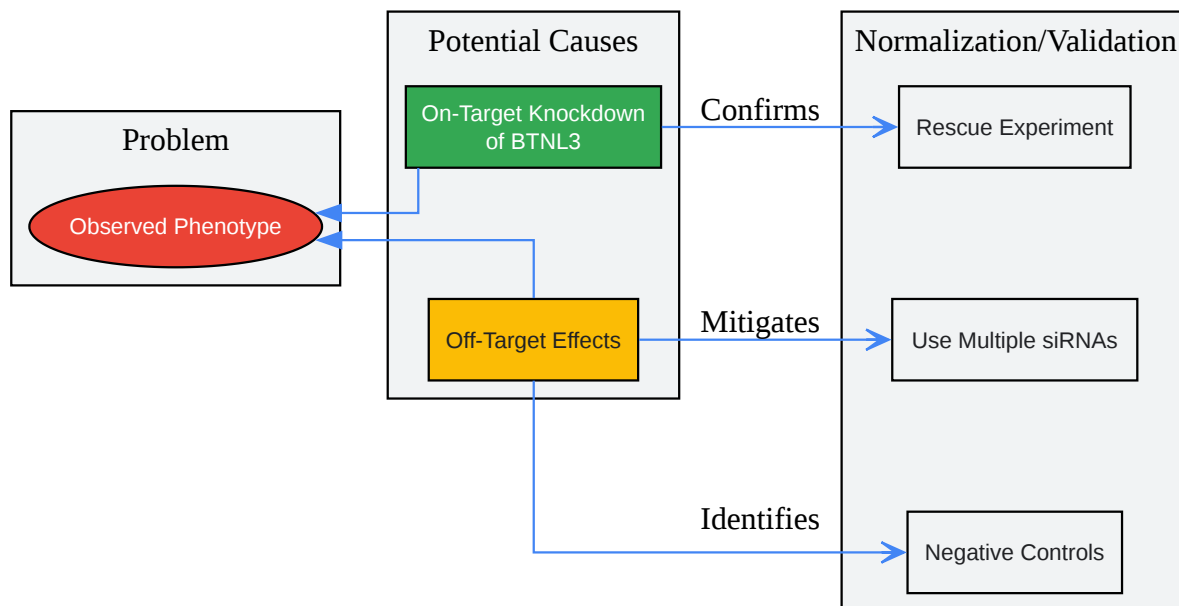 Problem
Observed Phenotype
Potential Causes
On-Target Knockdown
of BTNL3
Off-Target Effects
Confirms
Mitigates
Identifies
Normalization/Validation
Rescue Experiment
Use Multiple siRNAs
Negative Controls